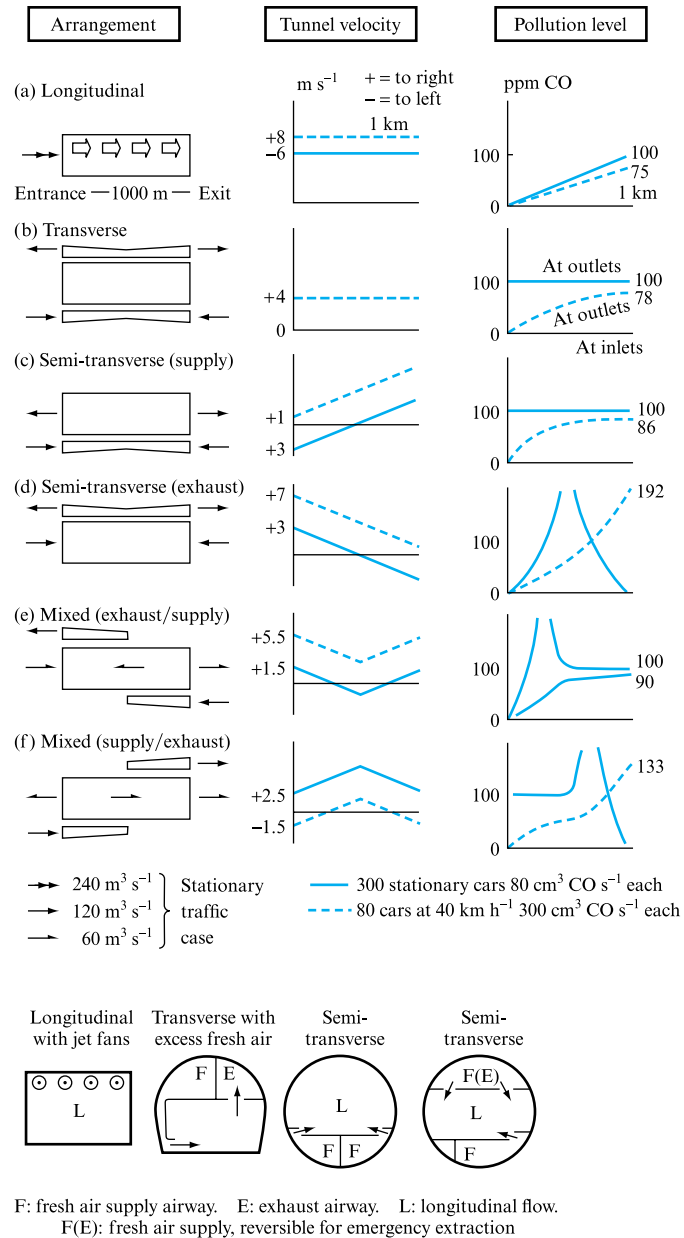 Arrangement
Tunnel velocity
Pollution level
(a) Longitudinal
m s⁻¹
+ = to right
− = to left
1 km
+8
−6
ppm CO
100
0
100
75
1 km
Entrance —1000 m — Exit
(b) Transverse
+4
0
100
0
At outlets
100
78
At outlets
At inlets
(c) Semi-transverse (supply)
+1
+3
100
0
100
86
(d) Semi-transverse (exhaust)
+7
+3
100
0
192
(e) Mixed (exhaust/supply)
+5.5
+1.5
100
0
100
90
(f) Mixed (supply/exhaust)
+2.5
−1.5
100
0
133
240 m³ s⁻¹
120 m³ s⁻¹
60 m³ s⁻¹
Stationary
traffic
case
300 stationary cars 80 cm³ CO s⁻¹ each
80 cars at 40 km h⁻¹ 300 cm³ CO s⁻¹ each
Longitudinal
with jet fans
L
Transverse with
excess fresh air
F E
Semi-
transverse
L
F F
Semi-
transverse
F(E)
L
F
F: fresh air supply airway. E: exhaust airway. L: longitudinal flow.
F(E): fresh air supply, reversible for emergency extraction